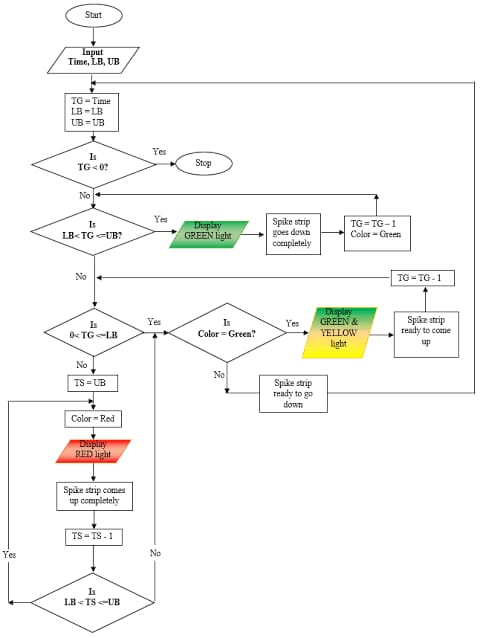 Start
Input
Time, LB, UB
TG = Time
LB = LB
UB = UB
Is
TG < 0?
Yes
Stop
No
Is
LB< TG <=UB?
Yes
Display
GREEN light
Spike strip
goes down
completely
TG = TG – 1
Color = Green
No
TG = TG - 1
Is
0< TG <=LB
Yes
Is
Color = Green?
Yes
Display
GREEN &
YELLOW
light
Spike strip
ready to come
up
No
Spike strip
ready to go
down
No
TS = UB
Color = Red
Display
RED light
Spike strip comes
up completely
TS = TS - 1
Yes
No
Is
LB < TS <=UB